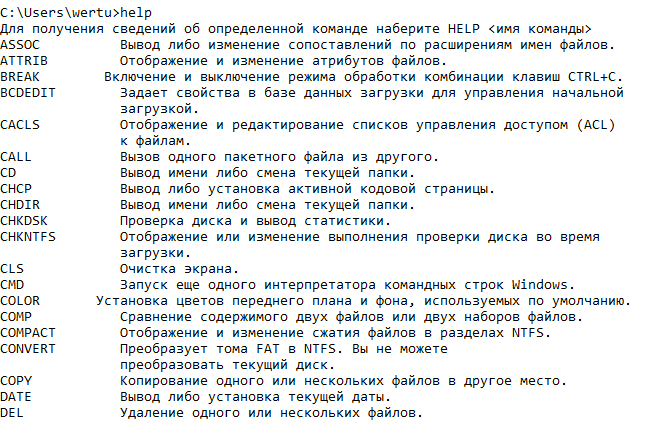 C:\Users\wertu>help
Для получения сведений об определенной команде наберите HELP <имя команды>
ASSOC          Вывод либо изменение сопоставлений по расширениям имен файлов.
ATTRIB         Отображение и изменение атрибутов файлов.
BREAK        Включение и выключение режима обработки комбинации клавиш CTRL+C.
BCDEDIT        Задает свойства в базе данных загрузки для управления начальной
               загрузкой.
CACLS          Отображение и редактирование списков управления доступом (ACL)
               к файлам.
CALL           Вызов одного пакетного файла из другого.
CD             Вывод имени либо смена текущей папки.
CHCP           Вывод либо установка активной кодовой страницы.
CHDIR          Вывод имени либо смена текущей папки.
CHKDSK         Проверка диска и вывод статистики.
CHKNTFS        Отображение или изменение выполнения проверки диска во время
               загрузки.
CLS            Очистка экрана.
CMD            Запуск еще одного интерпретатора командных строк Windows.
COLOR       Установка цветов переднего плана и фона, используемых по умолчанию.
COMP           Сравнение содержимого двух файлов или двух наборов файлов.
COMPACT        Отображение и изменение сжатия файлов в разделах NTFS.
CONVERT        Преобразует тома FAT в NTFS. Вы не можете
               преобразовать текущий диск.
COPY           Копирование одного или нескольких файлов в другое место.
DATE           Вывод либо установка текущей даты.
DEL            Удаление одного или нескольких файлов.